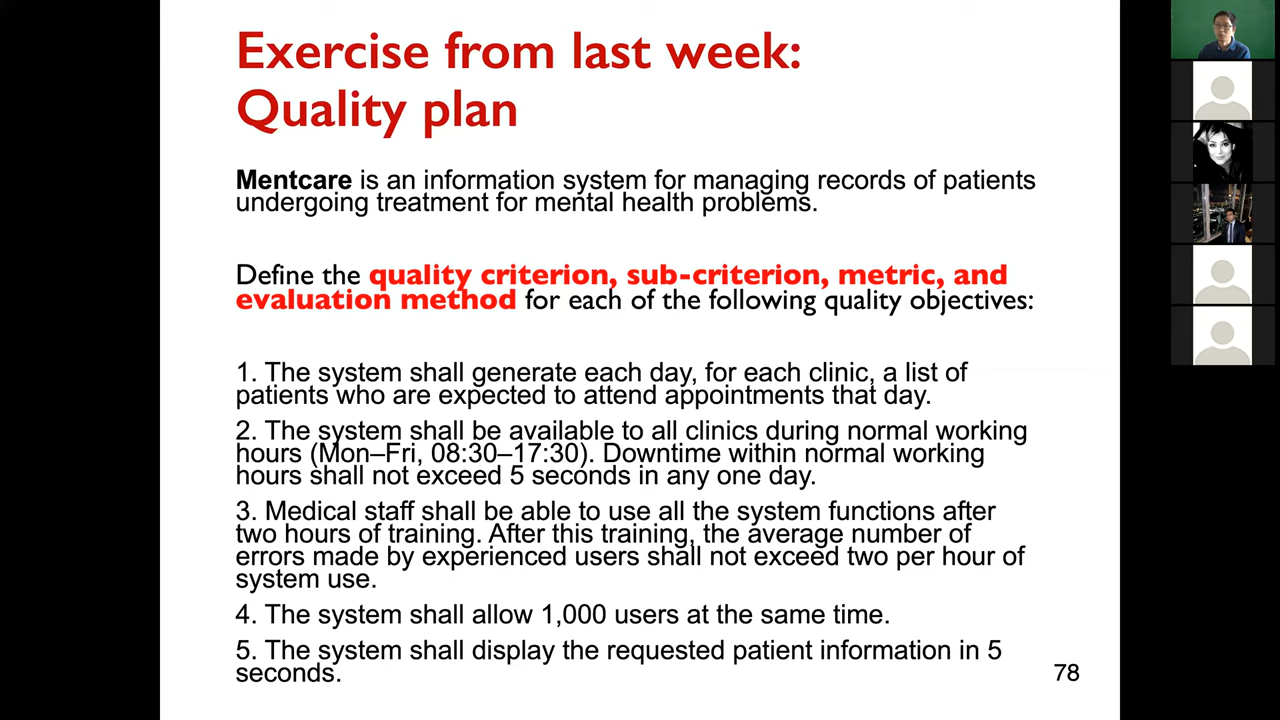 Exercise from last week:
Quality plan
Mentcare is an information system for managing records of patients
undergoing treatment for mental health problems.
Define the quality criterion, sub-criterion, metric, and
evaluation method for each of the following quality objectives:
1. The system shall generate each day, for each clinic, a list of
patients who are expected to attend appointments that day.
2. The system shall be available to all clinics during normal working
hours (Mon–Fri, 08:30–17:30). Downtime within normal working
hours shall not exceed 5 seconds in any one day.
3. Medical staff shall be able to use all the system functions after
two hours of training. After this training, the average number of
errors made by experienced users shall not exceed two per hour of
system use.
4. The system shall allow 1,000 users at the same time.
5. The system shall display the requested patient information in 5
seconds.
78